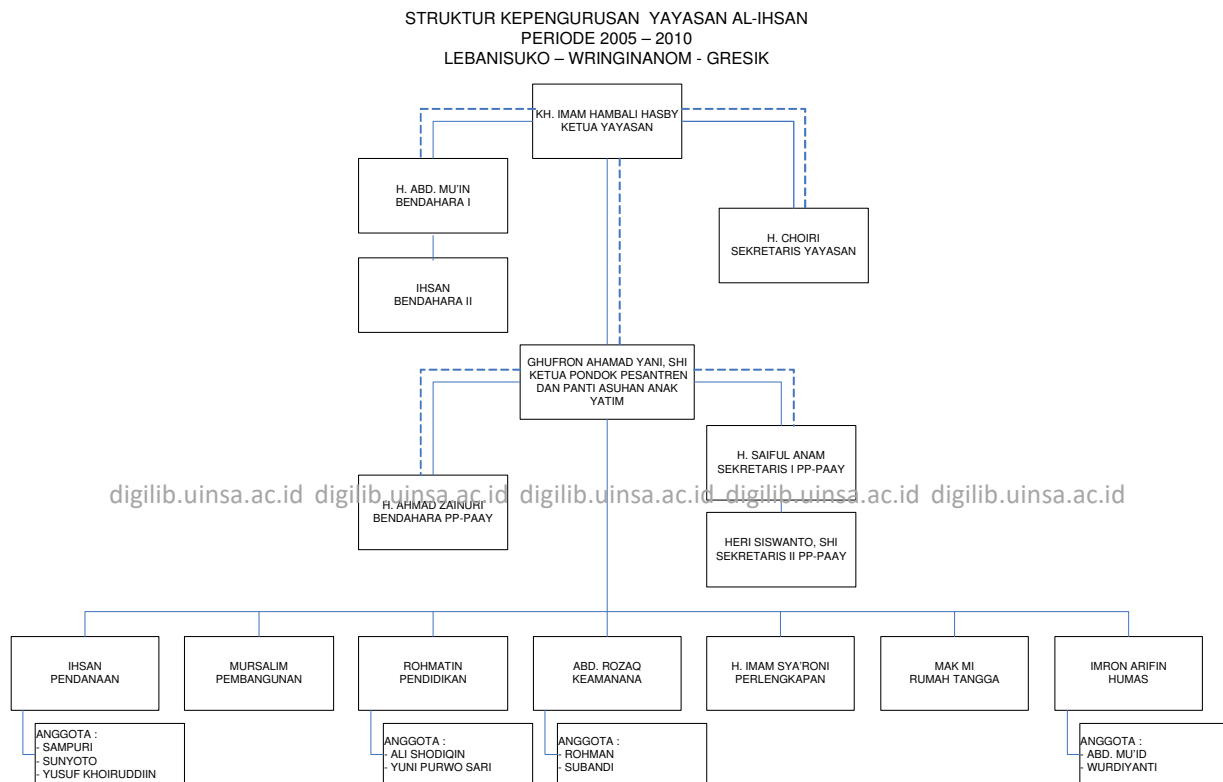 STRUKTUR KEPENGURUSAN YAYASAN AL-IHSAN
PERIODE 2005 – 2010
LEBANISUKO – WRINGINANOM - GRESIK
KH. IMAM HAMBALI HASBY
KETUA YAYASAN
H. ABD. MU'IN
BENDAHARA I
H. CHOIRI
SEKRETARIS YAYASAN
IHSAN
BENDAHARA II
GHUFRON AHAMAD YANI, SHI
KETUA PONDOK PESANTREN
DAN PANTI ASUHAN ANAK
YATIM
H. SAIFUL ANAM
SEKRETARIS I PP-PAAY
digilib.uinsa.ac.id digilib.uinsa.ac.id digilib.uinsa.ac.id digilib.uinsa.ac.id digilib.uinsa.ac.id
H. AHMAD ZAINURI
BENDAHARA PP-PAAY
HERI SISWANTO, SHI
SEKRETARIS II PP-PAAY
IHSAN
PENDANAAN
MURSALIM
PEMBANGUNAN
ROHMATIN
PENDIDIKAN
ABD. ROZAQ
KEAMANANA
H. IMAM SYA'RONI
PERLENGKAPAN
MAK MI
RUMAH TANGGA
IMRON ARIFIN
HUMAS
ANGGOTA :
- SAMPURI
- SUNYOTO
- YUSUF KHOIRUDDIIN
ANGGOTA :
- ALI SHODIQIN
- YUNI PURWO SARI
ANGGOTA :
- ROHMAN
- SUBANDI
ANGGOTA :
- ABD. MU'ID
- WURDIYANTI